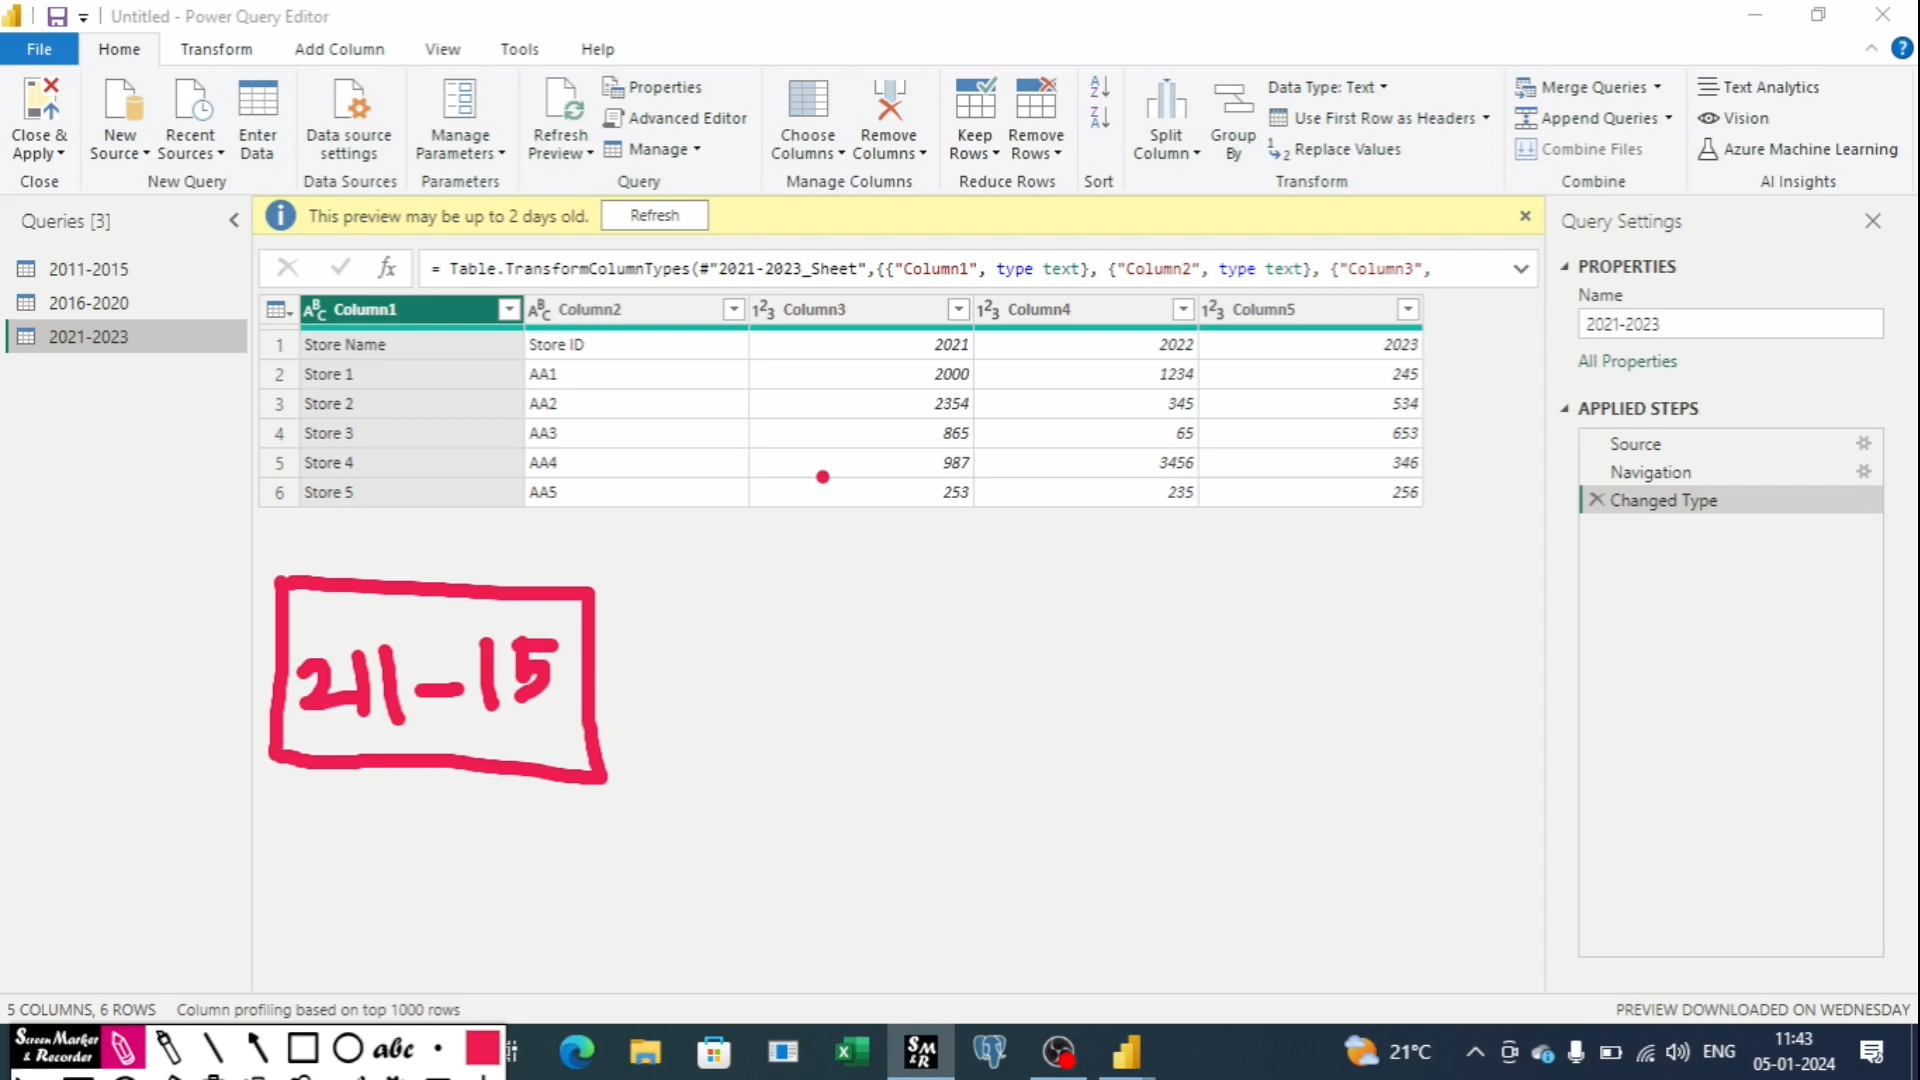 Untitled - Power Query Editor
File Home Transform Add Column View Tools Help
Close & Apply
New Source
Recent Sources
Enter Data
Data source settings
Manage Parameters
Refresh Preview
Properties
Advanced Editor
Manage
Choose Columns
Remove Columns
Keep Rows
Remove Rows
Split Column
Group By
Data Type: Text
Use First Row as Headers
Replace Values
Merge Queries
Append Queries
Combine Files
Text Analytics
Vision
Azure Machine Learning
Close New Query Data Sources Parameters Query Manage Columns Reduce Rows Sort Transform Combine AI Insights
Queries [3]
2011-2015
2016-2020
2021-2023
This preview may be up to 2 days old. Refresh
= Table.TransformColumnTypes(#"2021-2023_Sheet",{{"Column1", type text}, {"Column2", type text}, {"Column3",
Column1 Column2 Column3 Column4 Column5
1 Store Name Store ID 2021 2022 2023
2 Store 1 AA1 2000 1234 245
3 Store 2 AA2 2354 345 534
4 Store 3 AA3 865 65 653
5 Store 4 AA4 987 3456 346
6 Store 5 AA5 253 235 256
211-15
Query Settings
PROPERTIES
Name
2021-2023
All Properties
APPLIED STEPS
Source
Navigation
Changed Type
5 COLUMNS, 6 ROWS Column profiling based on top 1000 rows
PREVIEW DOWNLOADED ON WEDNESDAY
Screen Marker & Recorder
abc
SM&R
21°C
ENG
11:43
05-01-2024